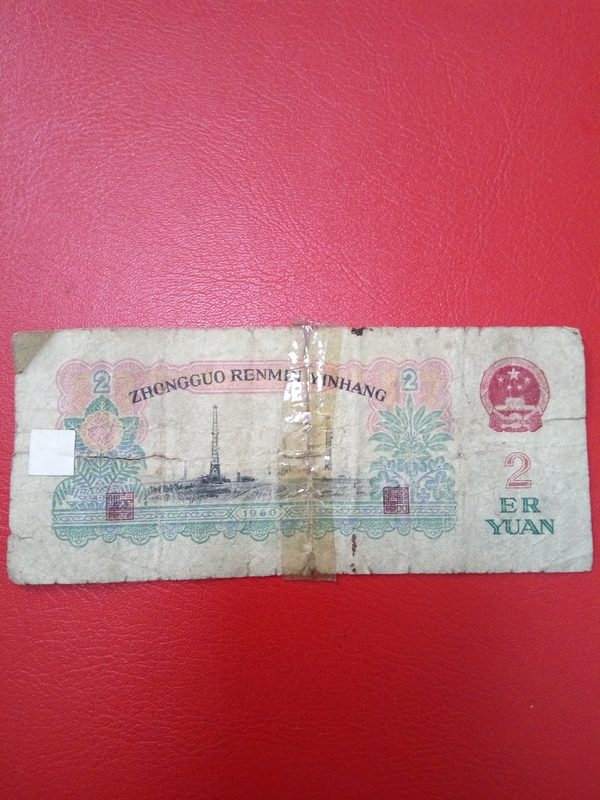 2
2
ZHONGGUO RENMIN YINHANG
1960
2
ER
YUAN